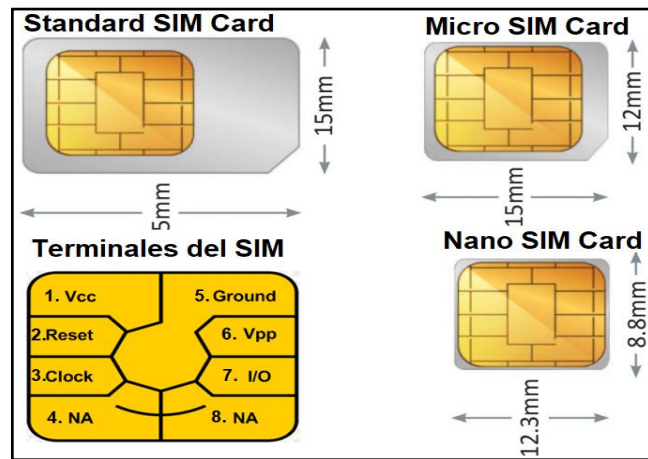 Standard SIM Card
15mm
5mm
Micro SIM Card
12mm
15mm
Terminales del SIM
1. Vcc
5. Ground
2.Reset
6. Vpp
3.Clock
7. I/O
4. NA
8. NA
Nano SIM Card
8.8mm
12.3mm